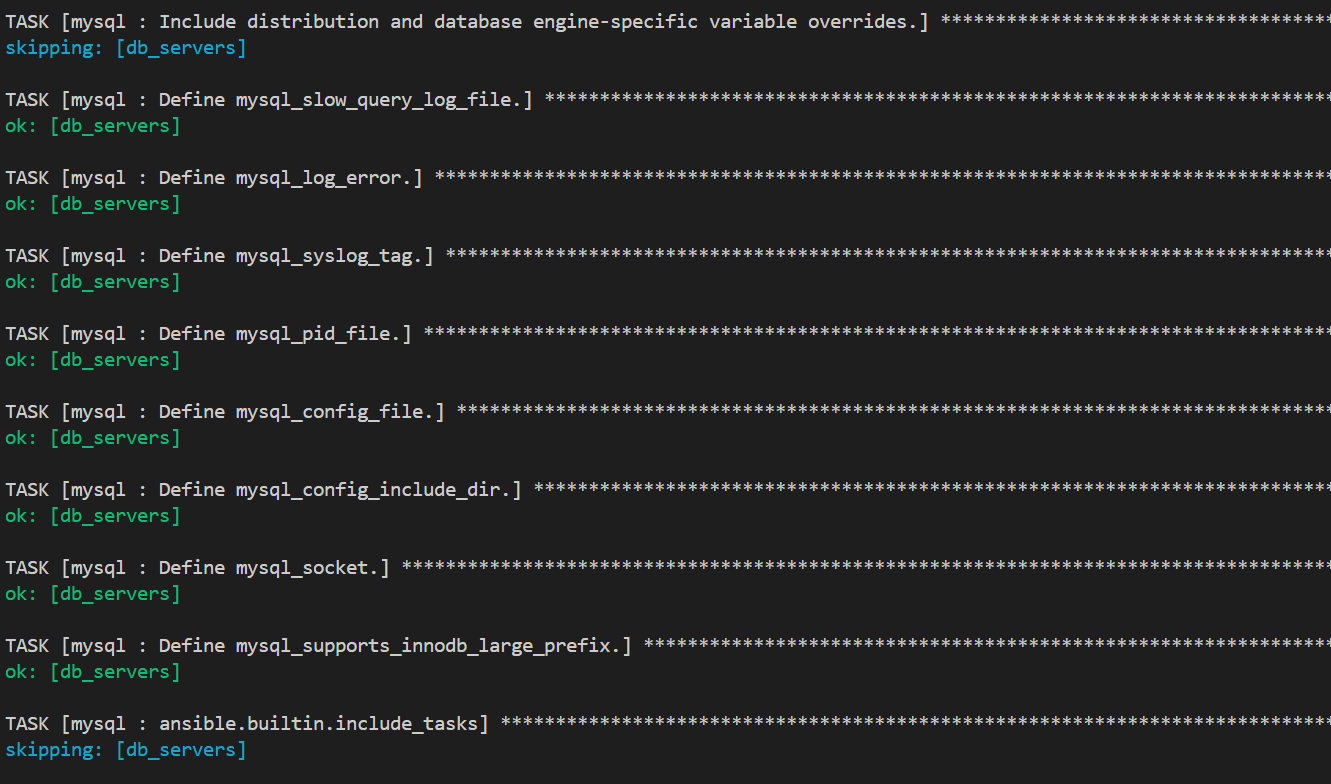 TASK [mysql : Include distribution and database engine-specific variable overrides.] ************************************
skipping: [db_servers]
TASK [mysql : Define mysql_slow_query_log_file.] ************************************************************************
ok: [db_servers]
TASK [mysql : Define mysql_log_error.] **********************************************************************************
ok: [db_servers]
TASK [mysql : Define mysql_syslog_tag.] *********************************************************************************
ok: [db_servers]
TASK [mysql : Define mysql_pid_file.] ***********************************************************************************
ok: [db_servers]
TASK [mysql : Define mysql_config_file.] ********************************************************************************
ok: [db_servers]
TASK [mysql : Define mysql_config_include_dir.] *************************************************************************
ok: [db_servers]
TASK [mysql : Define mysql_socket.] *************************************************************************************
ok: [db_servers]
TASK [mysql : Define mysql_supports_innodb_large_prefix.] ***************************************************************
ok: [db_servers]
TASK [mysql : ansible.builtin.include_tasks] ****************************************************************************
skipping: [db_servers]